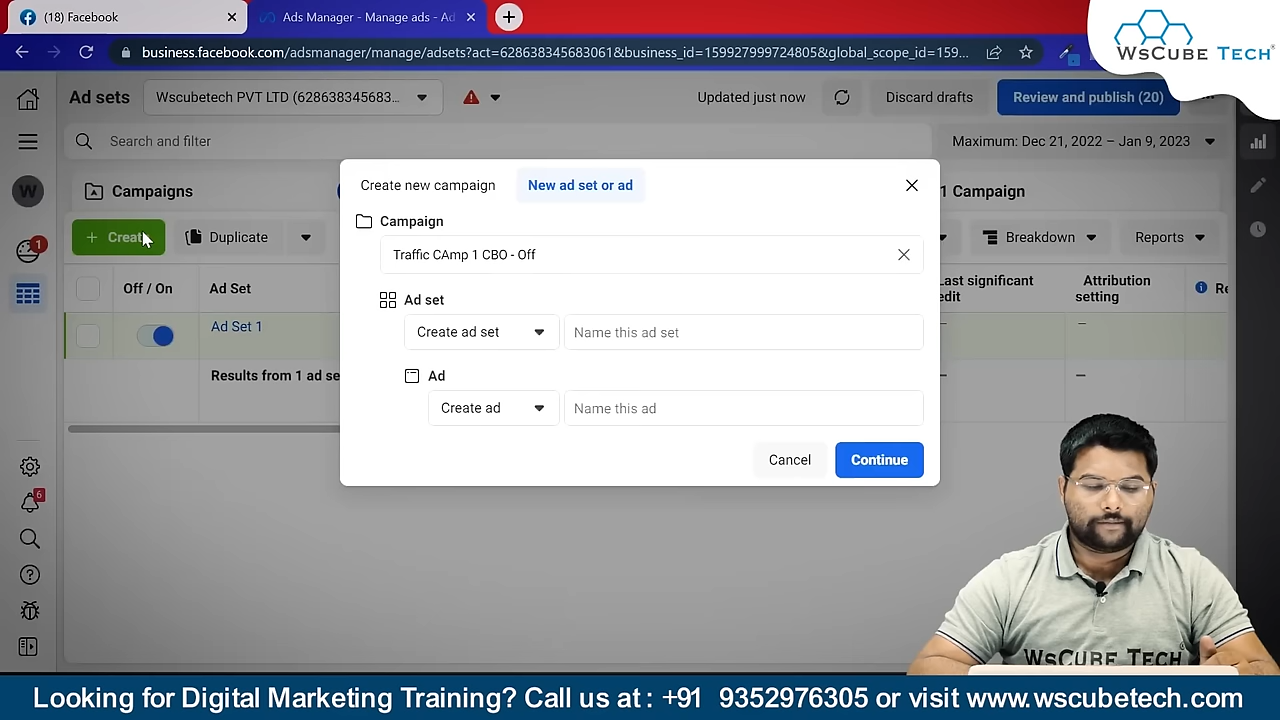 (18) Facebook
Ads Manager - Manage ads - Ad
business.facebook.com/adsmanager/manage/adsets?act=628638345683061&business_id=159927999724805&global_scope_id=159...
WsCube Tech
Ad sets
Wscubetech PVT LTD (628638345683...
Updated just now
Discard drafts
Review and publish (20)
Search and filter
Maximum: Dec 21, 2022 – Jan 9, 2023
W
Campaigns
1 Campaign
Create new campaign
New ad set or ad
Campaign
Traffic CAmp 1 CBO - Off
+ Creat
Duplicate
Breakdown
Reports
1
Off / On
Ad Set
Last significant
edit
Attribution
setting
Re
Ad set
Create ad set
Name this ad set
Ad Set 1
Results from 1 ad se
Ad
Create ad
Name this ad
Cancel
Continue
6
WsCube Tech
Looking for Digital Marketing Training? Call us at : +91 9352976305 or visit www.wscubetech.com